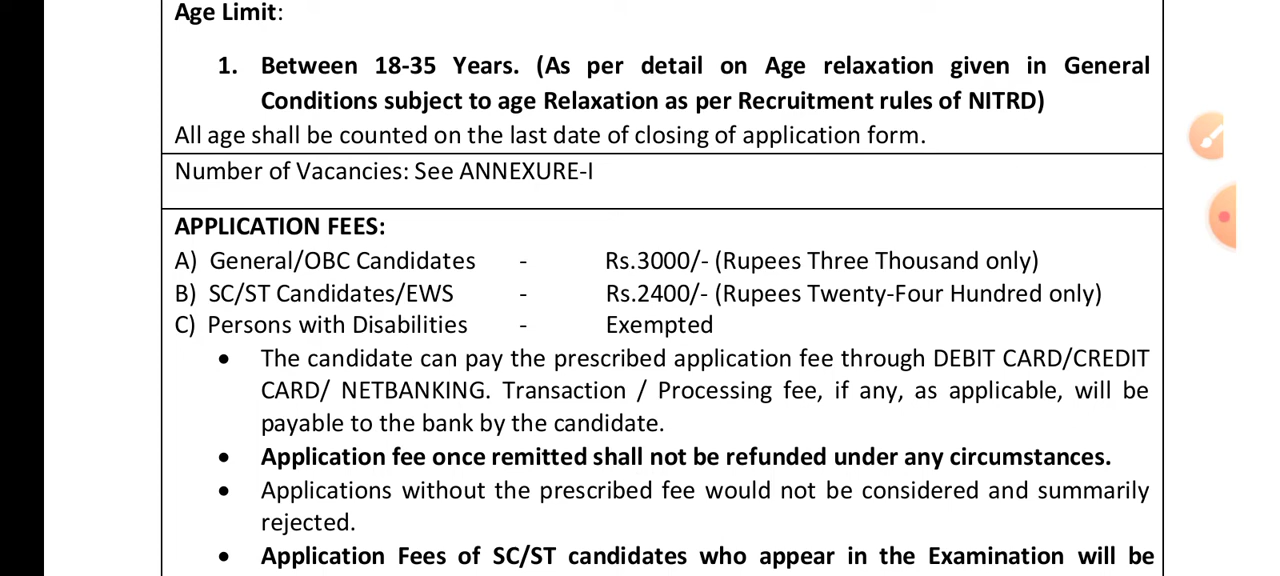 Age Limit:
1. Between 18-35 Years. (As per detail on Age relaxation given in General
Conditions subject to age Relaxation as per Recruitment rules of NITRD)
All age shall be counted on the last date of closing of application form.
Number of Vacancies: See ANNEXURE-I
APPLICATION FEES:
A) General/OBC Candidates - Rs.3000/- (Rupees Three Thousand only)
B) SC/ST Candidates/EWS - Rs.2400/- (Rupees Twenty-Four Hundred only)
C) Persons with Disabilities - Exempted
• The candidate can pay the prescribed application fee through DEBIT CARD/CREDIT
CARD/ NETBANKING. Transaction / Processing fee, if any, as applicable, will be
payable to the bank by the candidate.
• Application fee once remitted shall not be refunded under any circumstances.
• Applications without the prescribed fee would not be considered and summarily
rejected.
• Application Fees of SC/ST candidates who appear in the Examination will be